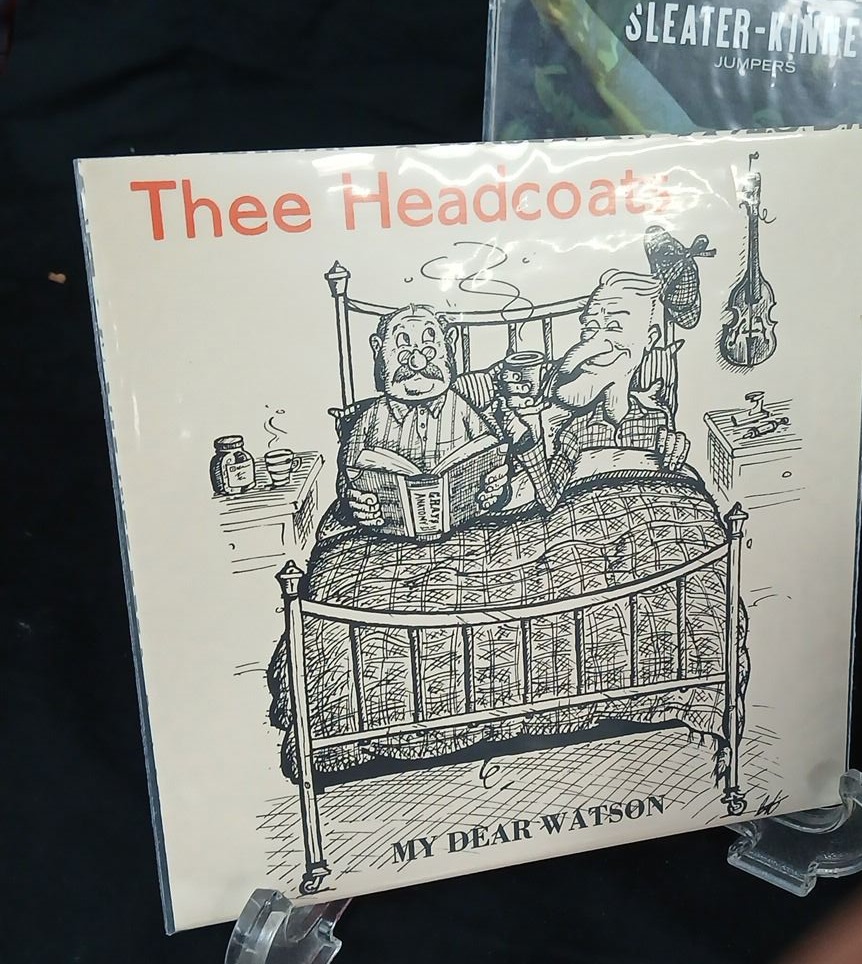 SLEATER-KINNE
JUMPERS
Thee Headcoats
MY DEAR WATSON